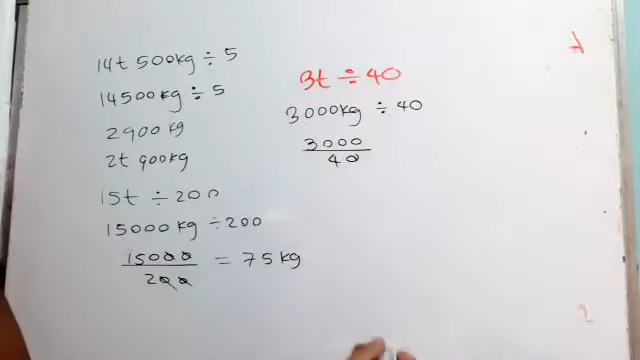 14t 500kg ÷ 5
14500kg ÷ 5
2900 kg
2t 900kg
15t ÷ 200
15000 kg ÷ 200
15000
200
= 75 kg
3t ÷ 40
3000kg ÷ 40
3000
40